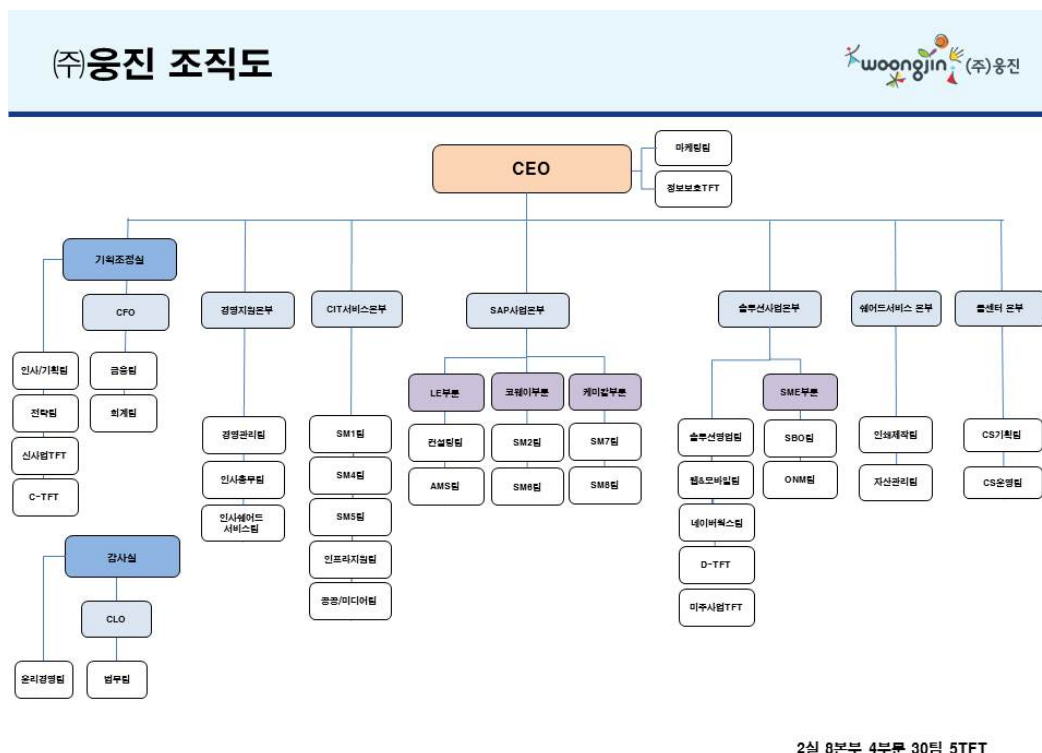 ㈜웅진 조직도
woongjin (주)웅진
CEO
마케팅팀
정보보호TFT
기획조정실
CFO
경영지원본부
CIT서비스본부
SAP사업본부
솔루션사업본부
쉐어드서비스 본부
콜센터 본부
인사/기획팀
금융팀
LE부문
코웨이부문
케미칼부문
SME부문
전략팀
회계팀
경영관리팀
SM1팀
컨설팅팀
SM2팀
SM7팀
솔루션영업팀
SBO팀
인쇄제작팀
CS기획팀
신사업TFT
인사총무팀
SM4팀
AMS팀
SM6팀
SM8팀
웹&모바일팀
ONM팀
자산관리팀
CS운영팀
C-TFT
인사쉐어드
서비스팀
SM5팀
네이버웍스팀
감사실
인프라지원팀
D-TFT
CLO
공공/미디어팀
미주사업TFT
윤리경영팀
법무팀
2실 8본부 4부문 30팀 5TFT